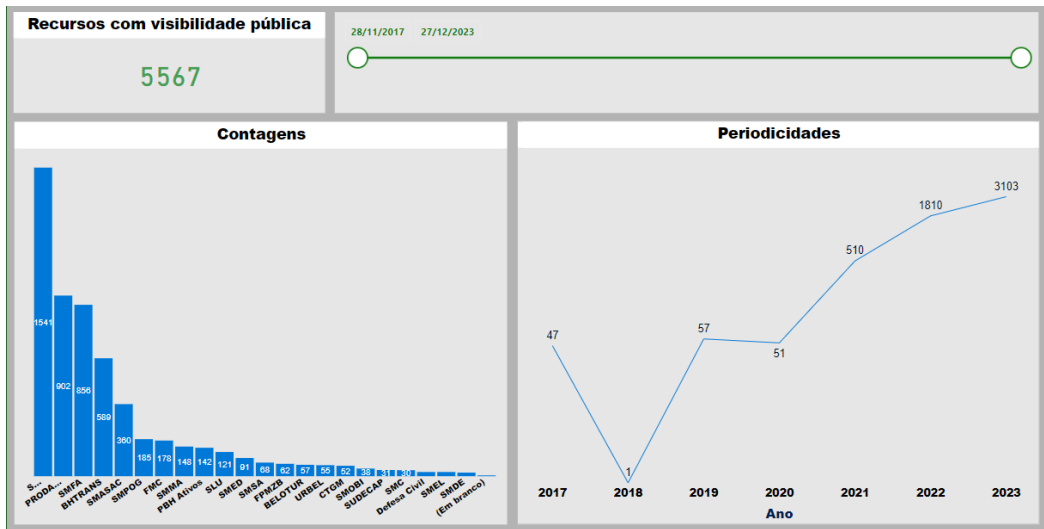 Recursos com visibilidade pública
5567
28/11/2017 27/12/2023
Contagens
1541
902
856
589
360
185
178
148
142
121
91
68
62
57
55
52
38
31
30
S...
PRODA...
SMFA
BHTRANS
SMASAC
SMPOG
FMC
SMMA
PBH Ativos
SLU
SMED
SMSA
FPMZB
BELOTUR
URBEL
CTGM
SMOBI
SUDECAP
SMC
Defesa Civil
SMEL
SMDE
(Em branco)
Periodicidades
47
1
57
51
510
1810
3103
2017 2018 2019 2020 2021 2022 2023
Ano